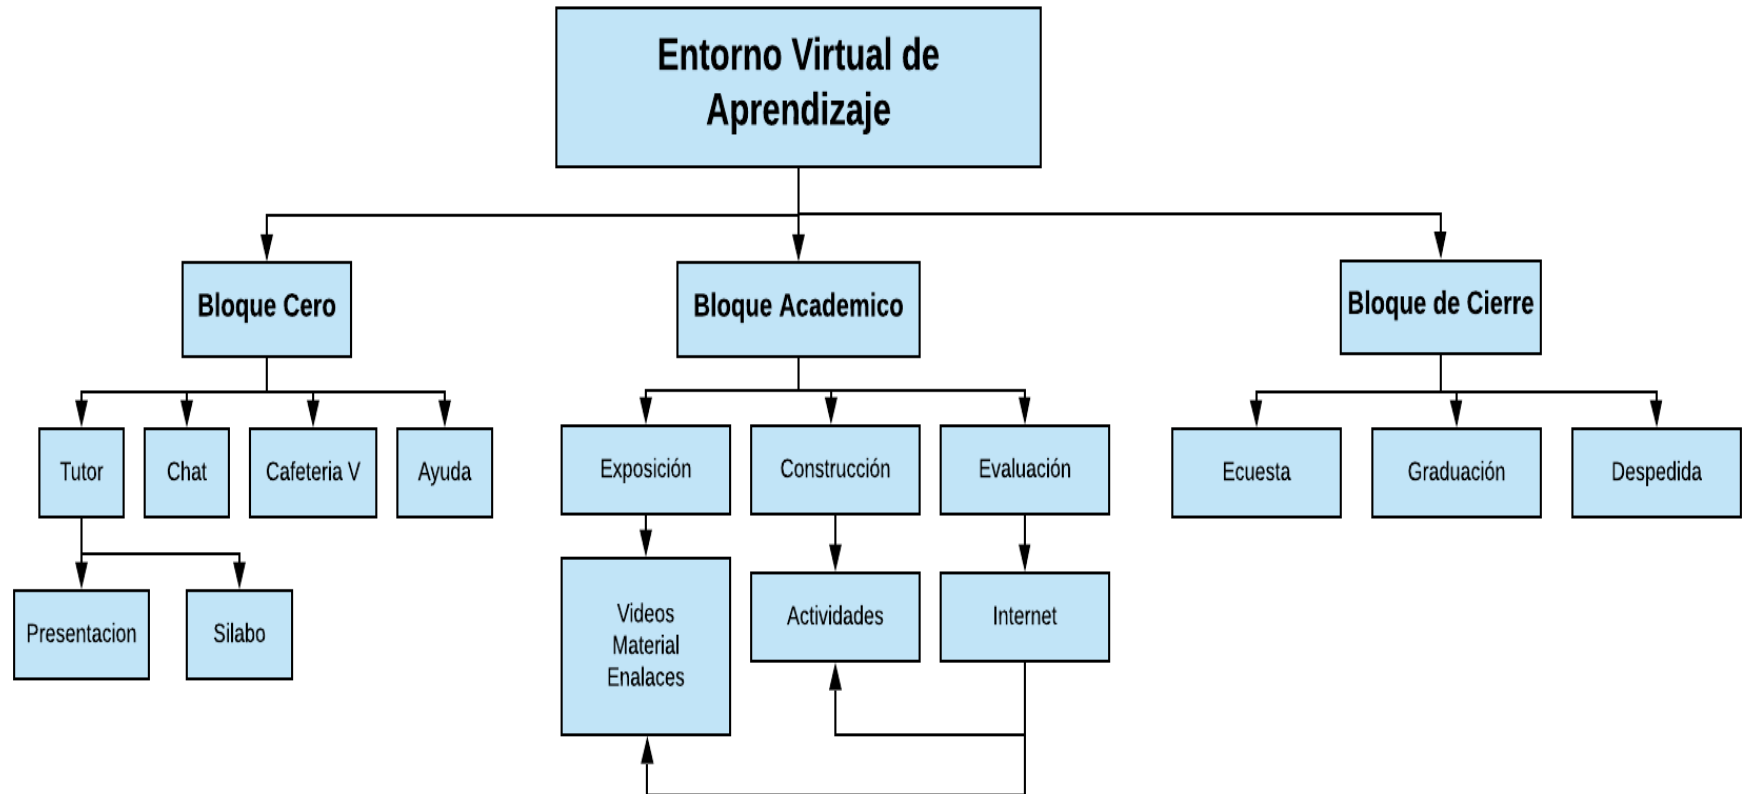 Entorno Virtual de
Aprendizaje
Bloque Cero
Bloque Academico
Bloque de Cierre
Tutor
Chat
Cafeteria V
Ayuda
Exposición
Construcción
Evaluación
Ecuesta
Graduación
Despedida
Presentacion
Silabo
Videos
Material
Enalaces
Actividades
Internet